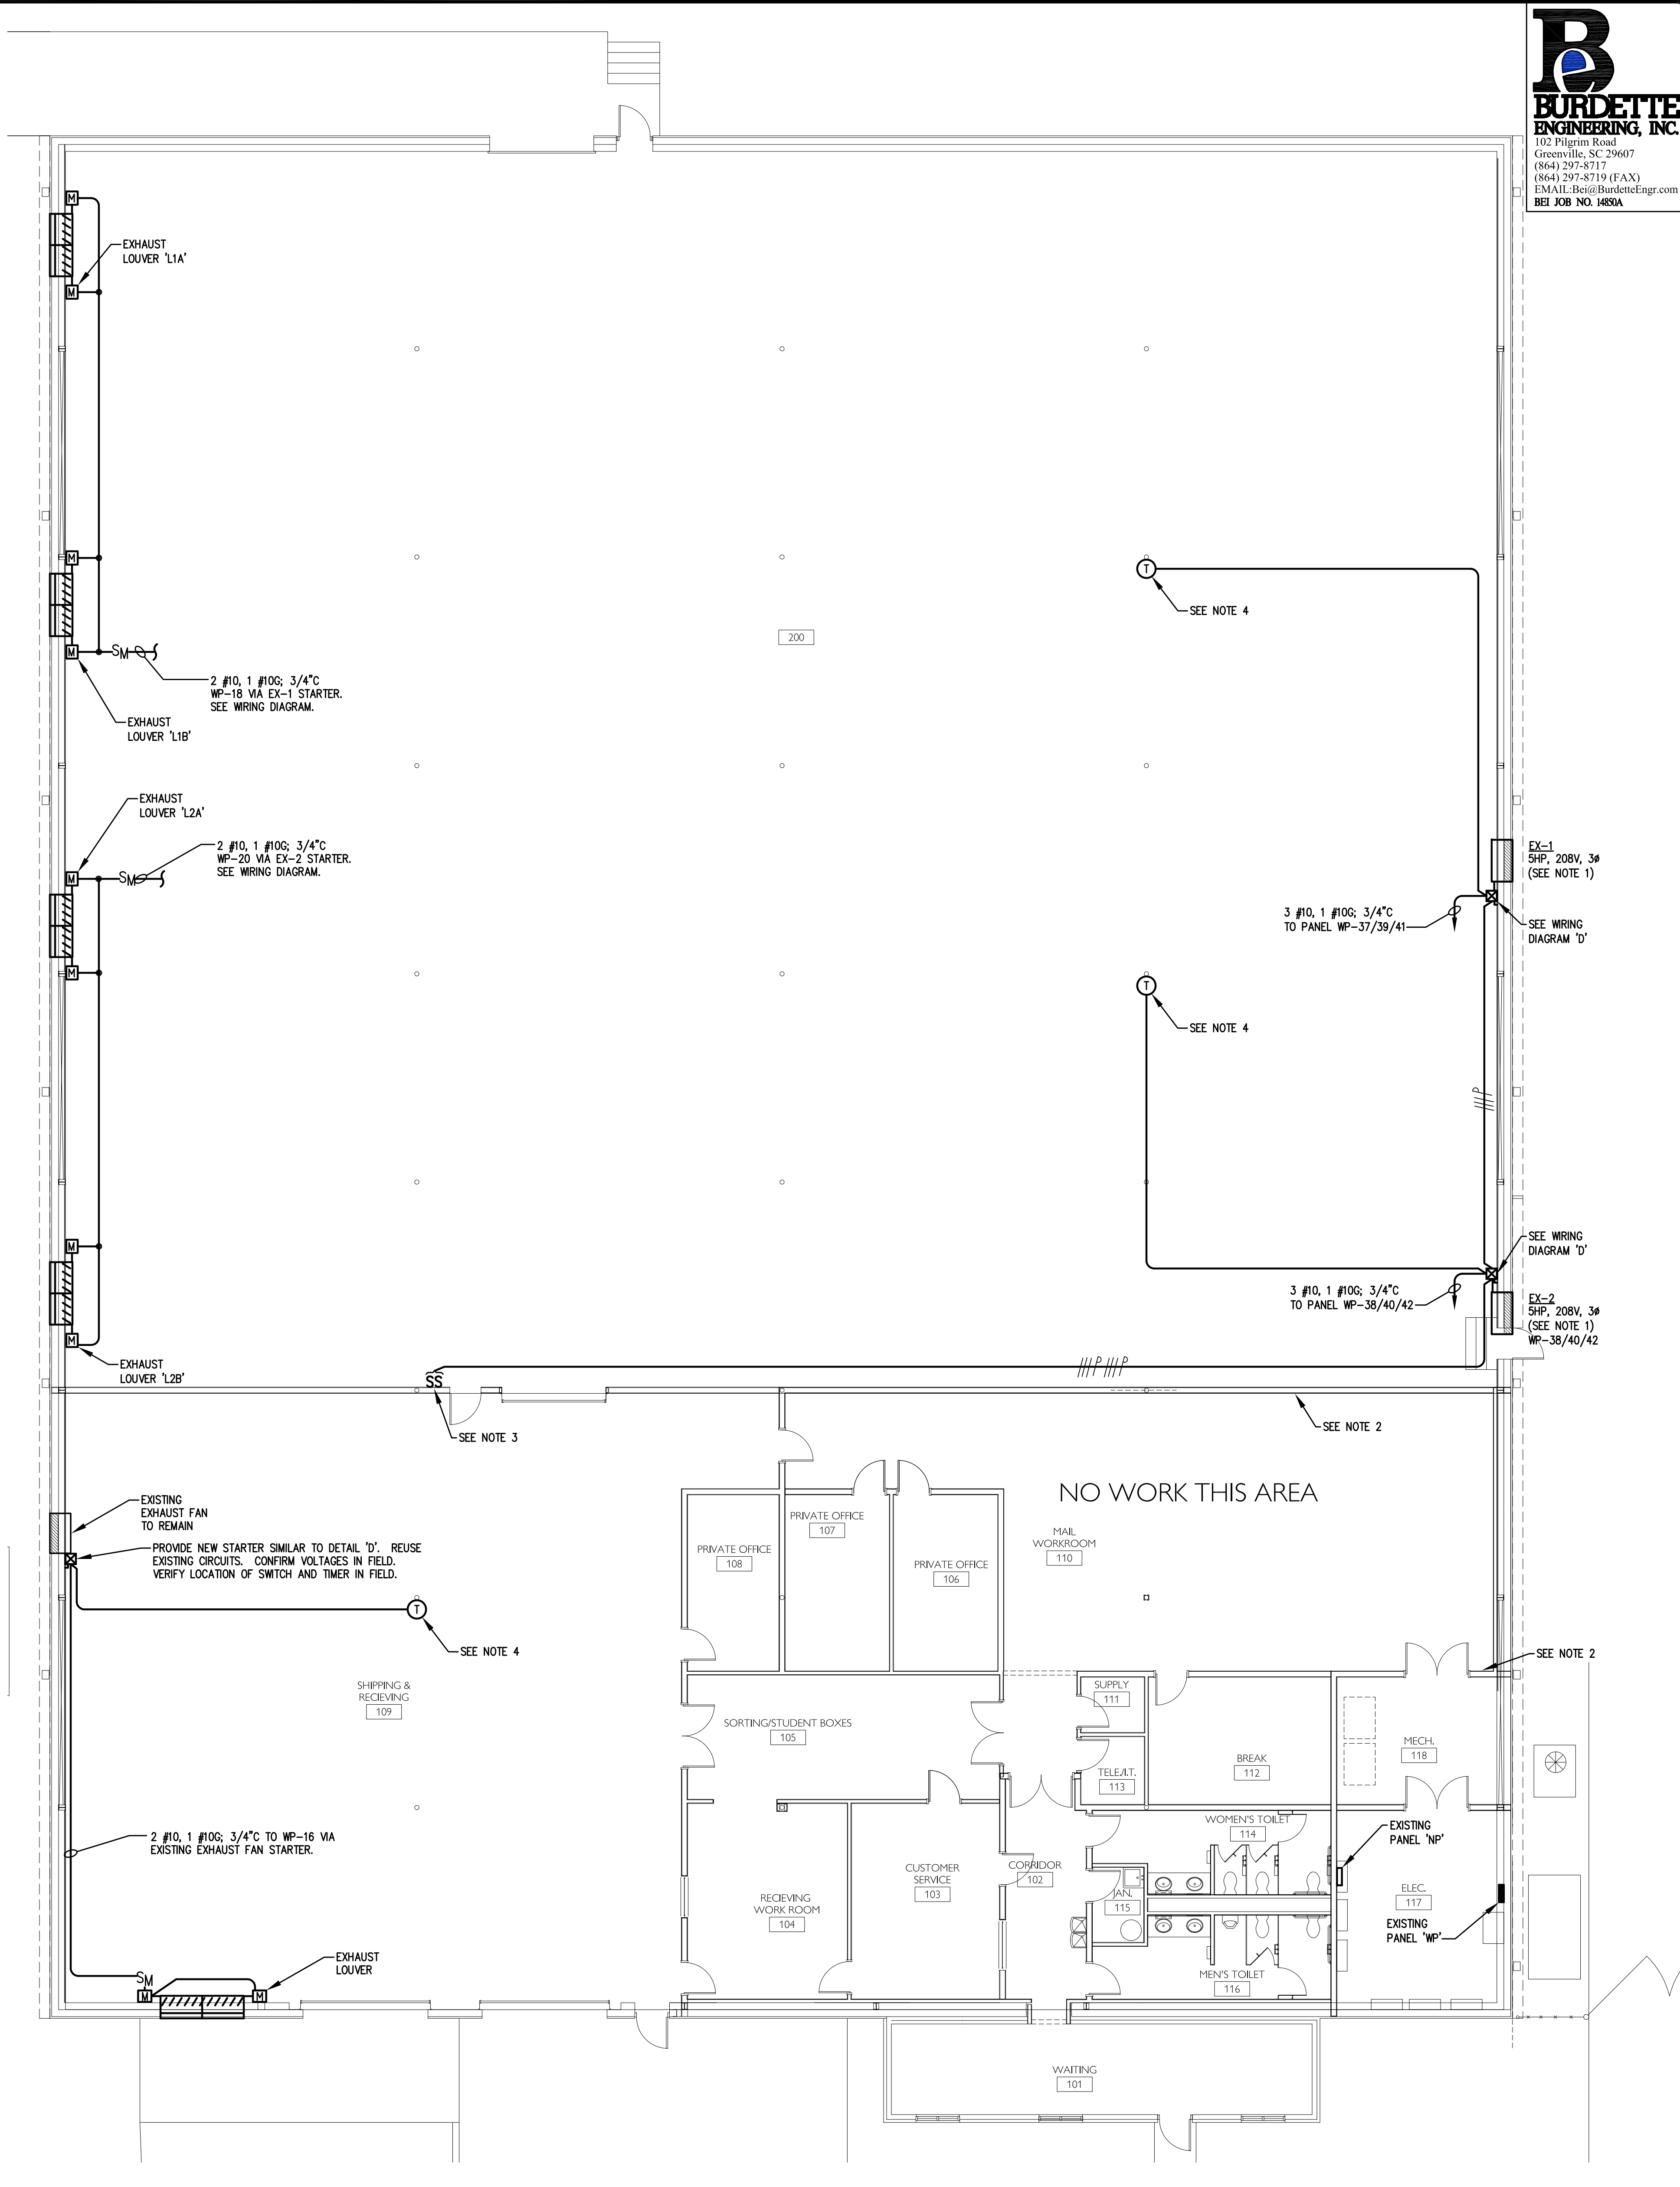 Be
BURDETTE
ENGINEERING, INC.
102 Pilgrim Road
Greenville, SC 29607
(864) 297-8717
(864) 297-8719 (FAX)
EMAIL:Bei@BurdetteEngr.com
BEI JOB NO. 14850A
M
EXHAUST
LOUVER 'L1A'
M
M
T
SEE NOTE 4
200
M
SM
2 #10, 1 #10G; 3/4"C
WP-18 VIA EX-1 STARTER.
SEE WIRING DIAGRAM.
EXHAUST
LOUVER 'L1B'
EXHAUST
LOUVER 'L2A'
2 #10, 1 #10G; 3/4"C
WP-20 VIA EX-2 STARTER.
SEE WIRING DIAGRAM.
M
SM
EX-1
5HP, 208V, 3ø
(SEE NOTE 1)
3 #10, 1 #10G; 3/4"C
TO PANEL WP-37/39/41
SEE WIRING
DIAGRAM 'D'
M
T
SEE NOTE 4
P
M
SEE WIRING
DIAGRAM 'D'
3 #10, 1 #10G; 3/4"C
TO PANEL WP-38/40/42
EX-2
5HP, 208V, 3ø
(SEE NOTE 1)
WP-38/40/42
M
EXHAUST
LOUVER 'L2B'
P P
SS
SEE NOTE 3
SEE NOTE 2
NO WORK THIS AREA
EXISTING
EXHAUST FAN
TO REMAIN
PROVIDE NEW STARTER SIMILAR TO DETAIL 'D'. REUSE
EXISTING CIRCUITS. CONFIRM VOLTAGES IN FIELD.
VERIFY LOCATION OF SWITCH AND TIMER IN FIELD.
PRIVATE OFFICE
108
PRIVATE OFFICE
107
PRIVATE OFFICE
106
MAIL
WORKROOM
110
T
SEE NOTE 4
SEE NOTE 2
SHIPPING &
RECIEVING
109
SORTING/STUDENT BOXES
105
SUPPLY
111
TELE./I.T.
113
BREAK
112
MECH.
118
2 #10, 1 #10G; 3/4"C TO WP-16 VIA
EXISTING EXHAUST FAN STARTER.
WOMEN'S TOILET
114
EXISTING
PANEL 'NP'
RECIEVING
WORK ROOM
104
CUSTOMER
SERVICE
103
CORRIDOR
102
JAN.
115
ELEC.
117
EXISTING
PANEL 'WP'
SM
M
M
EXHAUST
LOUVER
MEN'S TOILET
116
WAITING
101